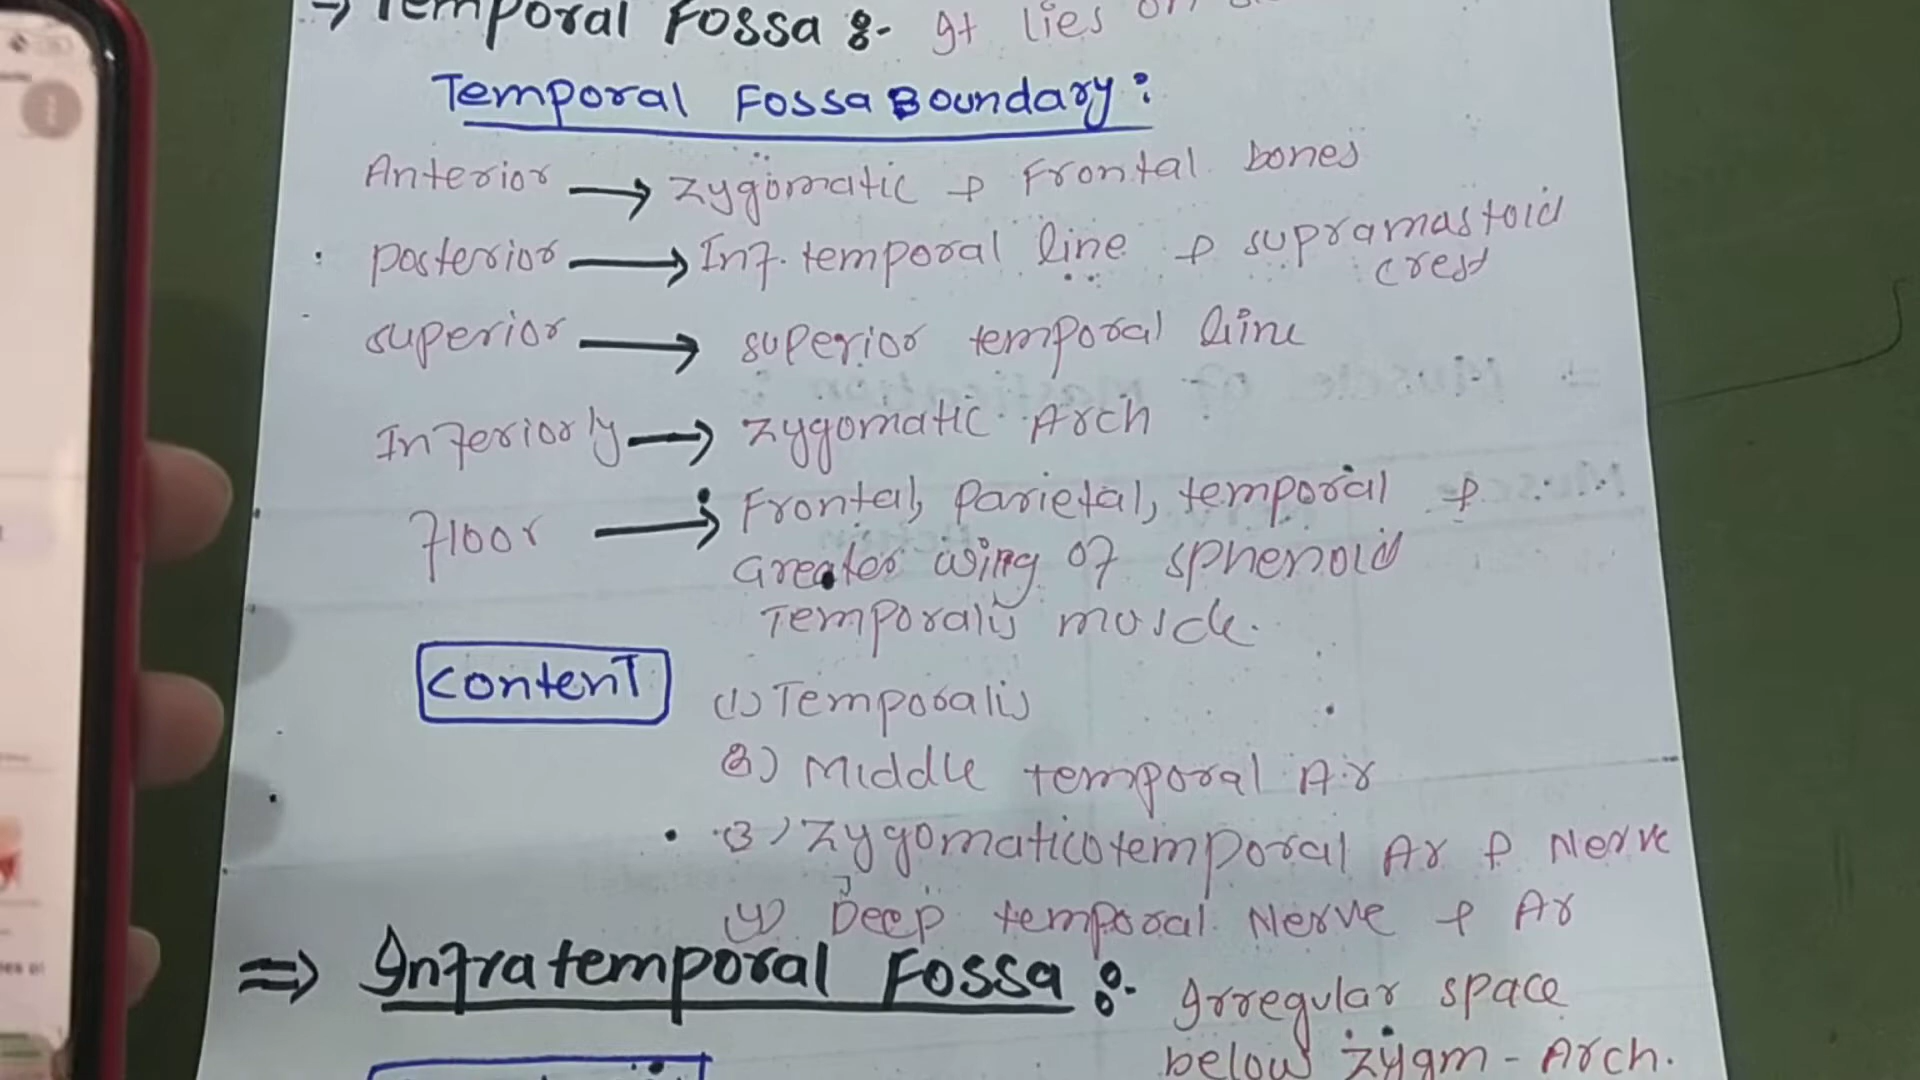 → Temporal Fossa :- It lies on
Temporal Fossa Boundary :
Anterior → Zygomatic & Frontal bones
posterior → Inf. temporal line & supramastoid
crest
superior → superior temporal line
Inferiorly → Zygomatic Arch
floor → Frontal, Parietal, temporal &
Greater wing of sphenoid
Temporalis muscle.
Content
(1) Temporalis
2) Middle temporal Ar
3) Zygomaticotemporal Ar & Nerve
4) Deep temporal Nerve & Ar
⇒ Infratemporal Fossa :- Irregular space
below Zygm - Arch.